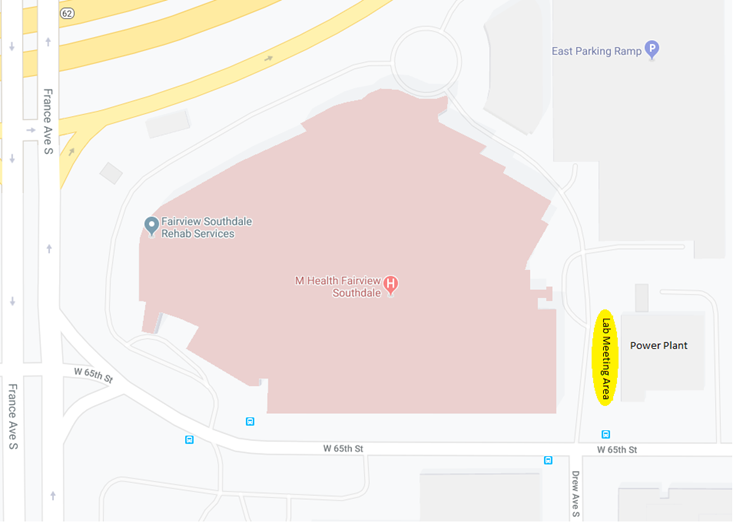 62
East Parking Ramp
P
France Ave S
Fairview Southdale
Rehab Services
M Health Fairview
Southdale
H
Lab Meeting Area
Power Plant
W 65th St
France Ave S
W 65th St
W 65th St
Drew Ave S